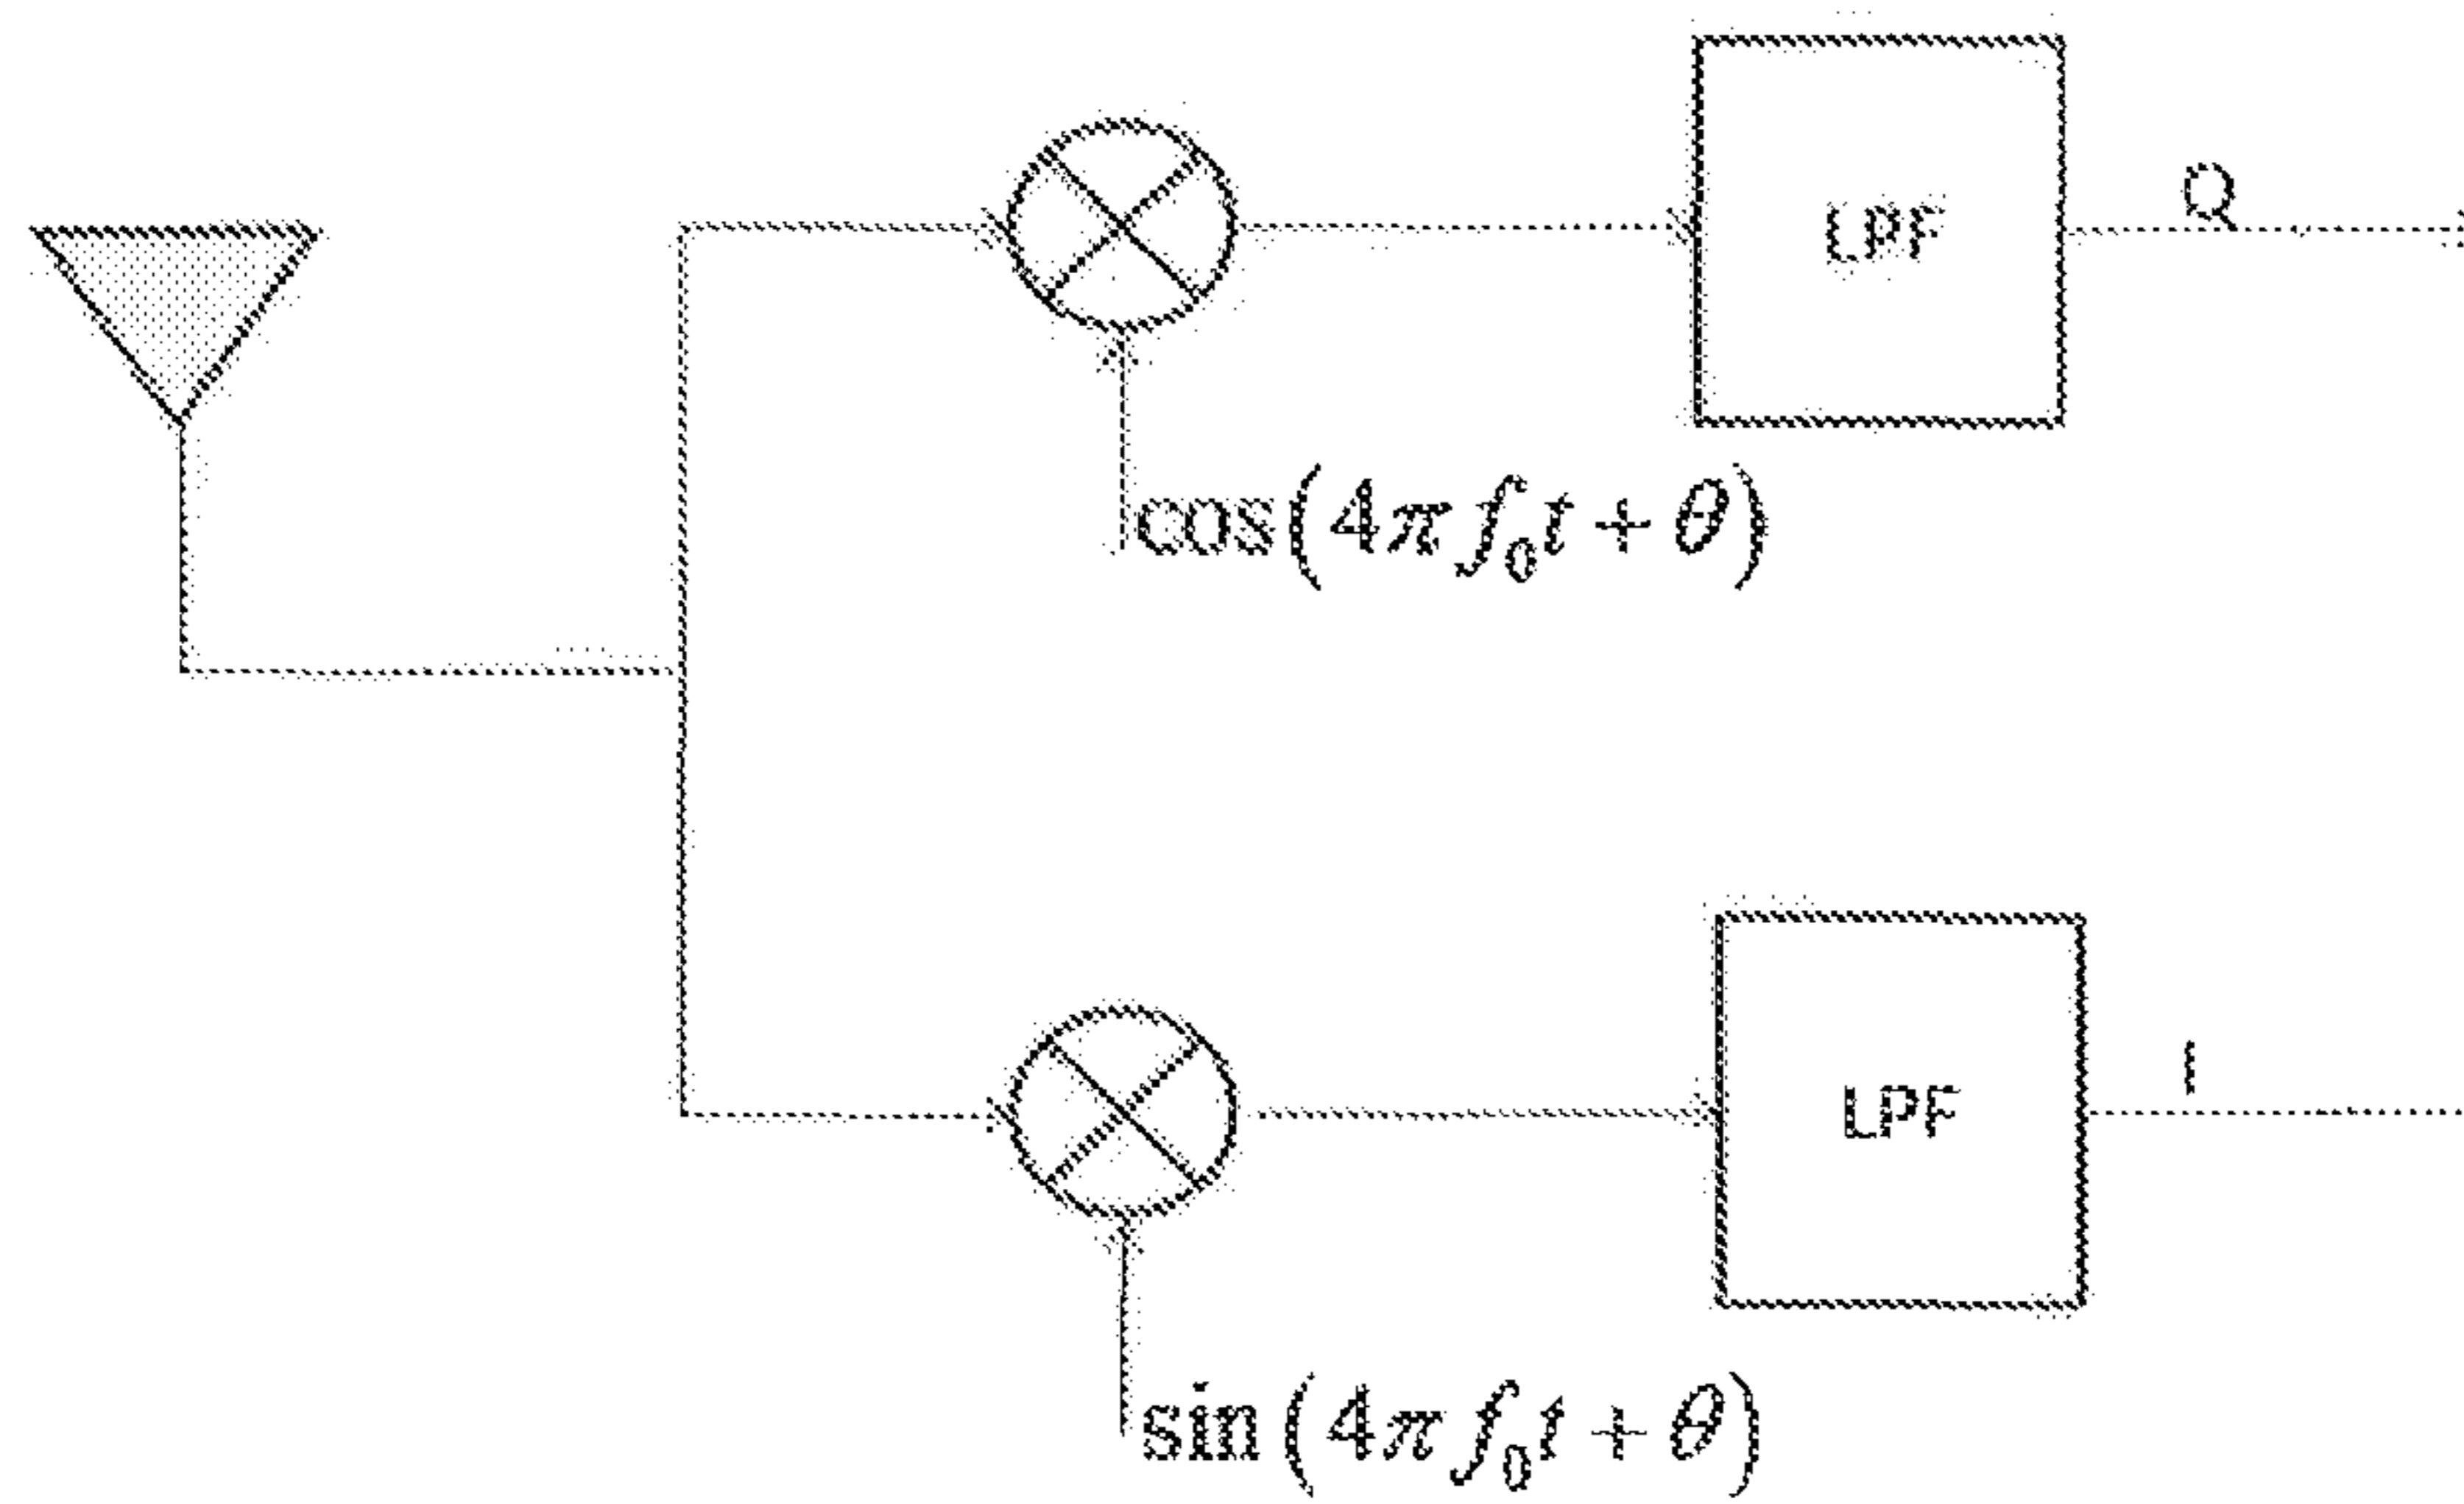 LPF
Q
cos(4πf₀t + θ)
LPF
I
sin(4πf₀t + θ)